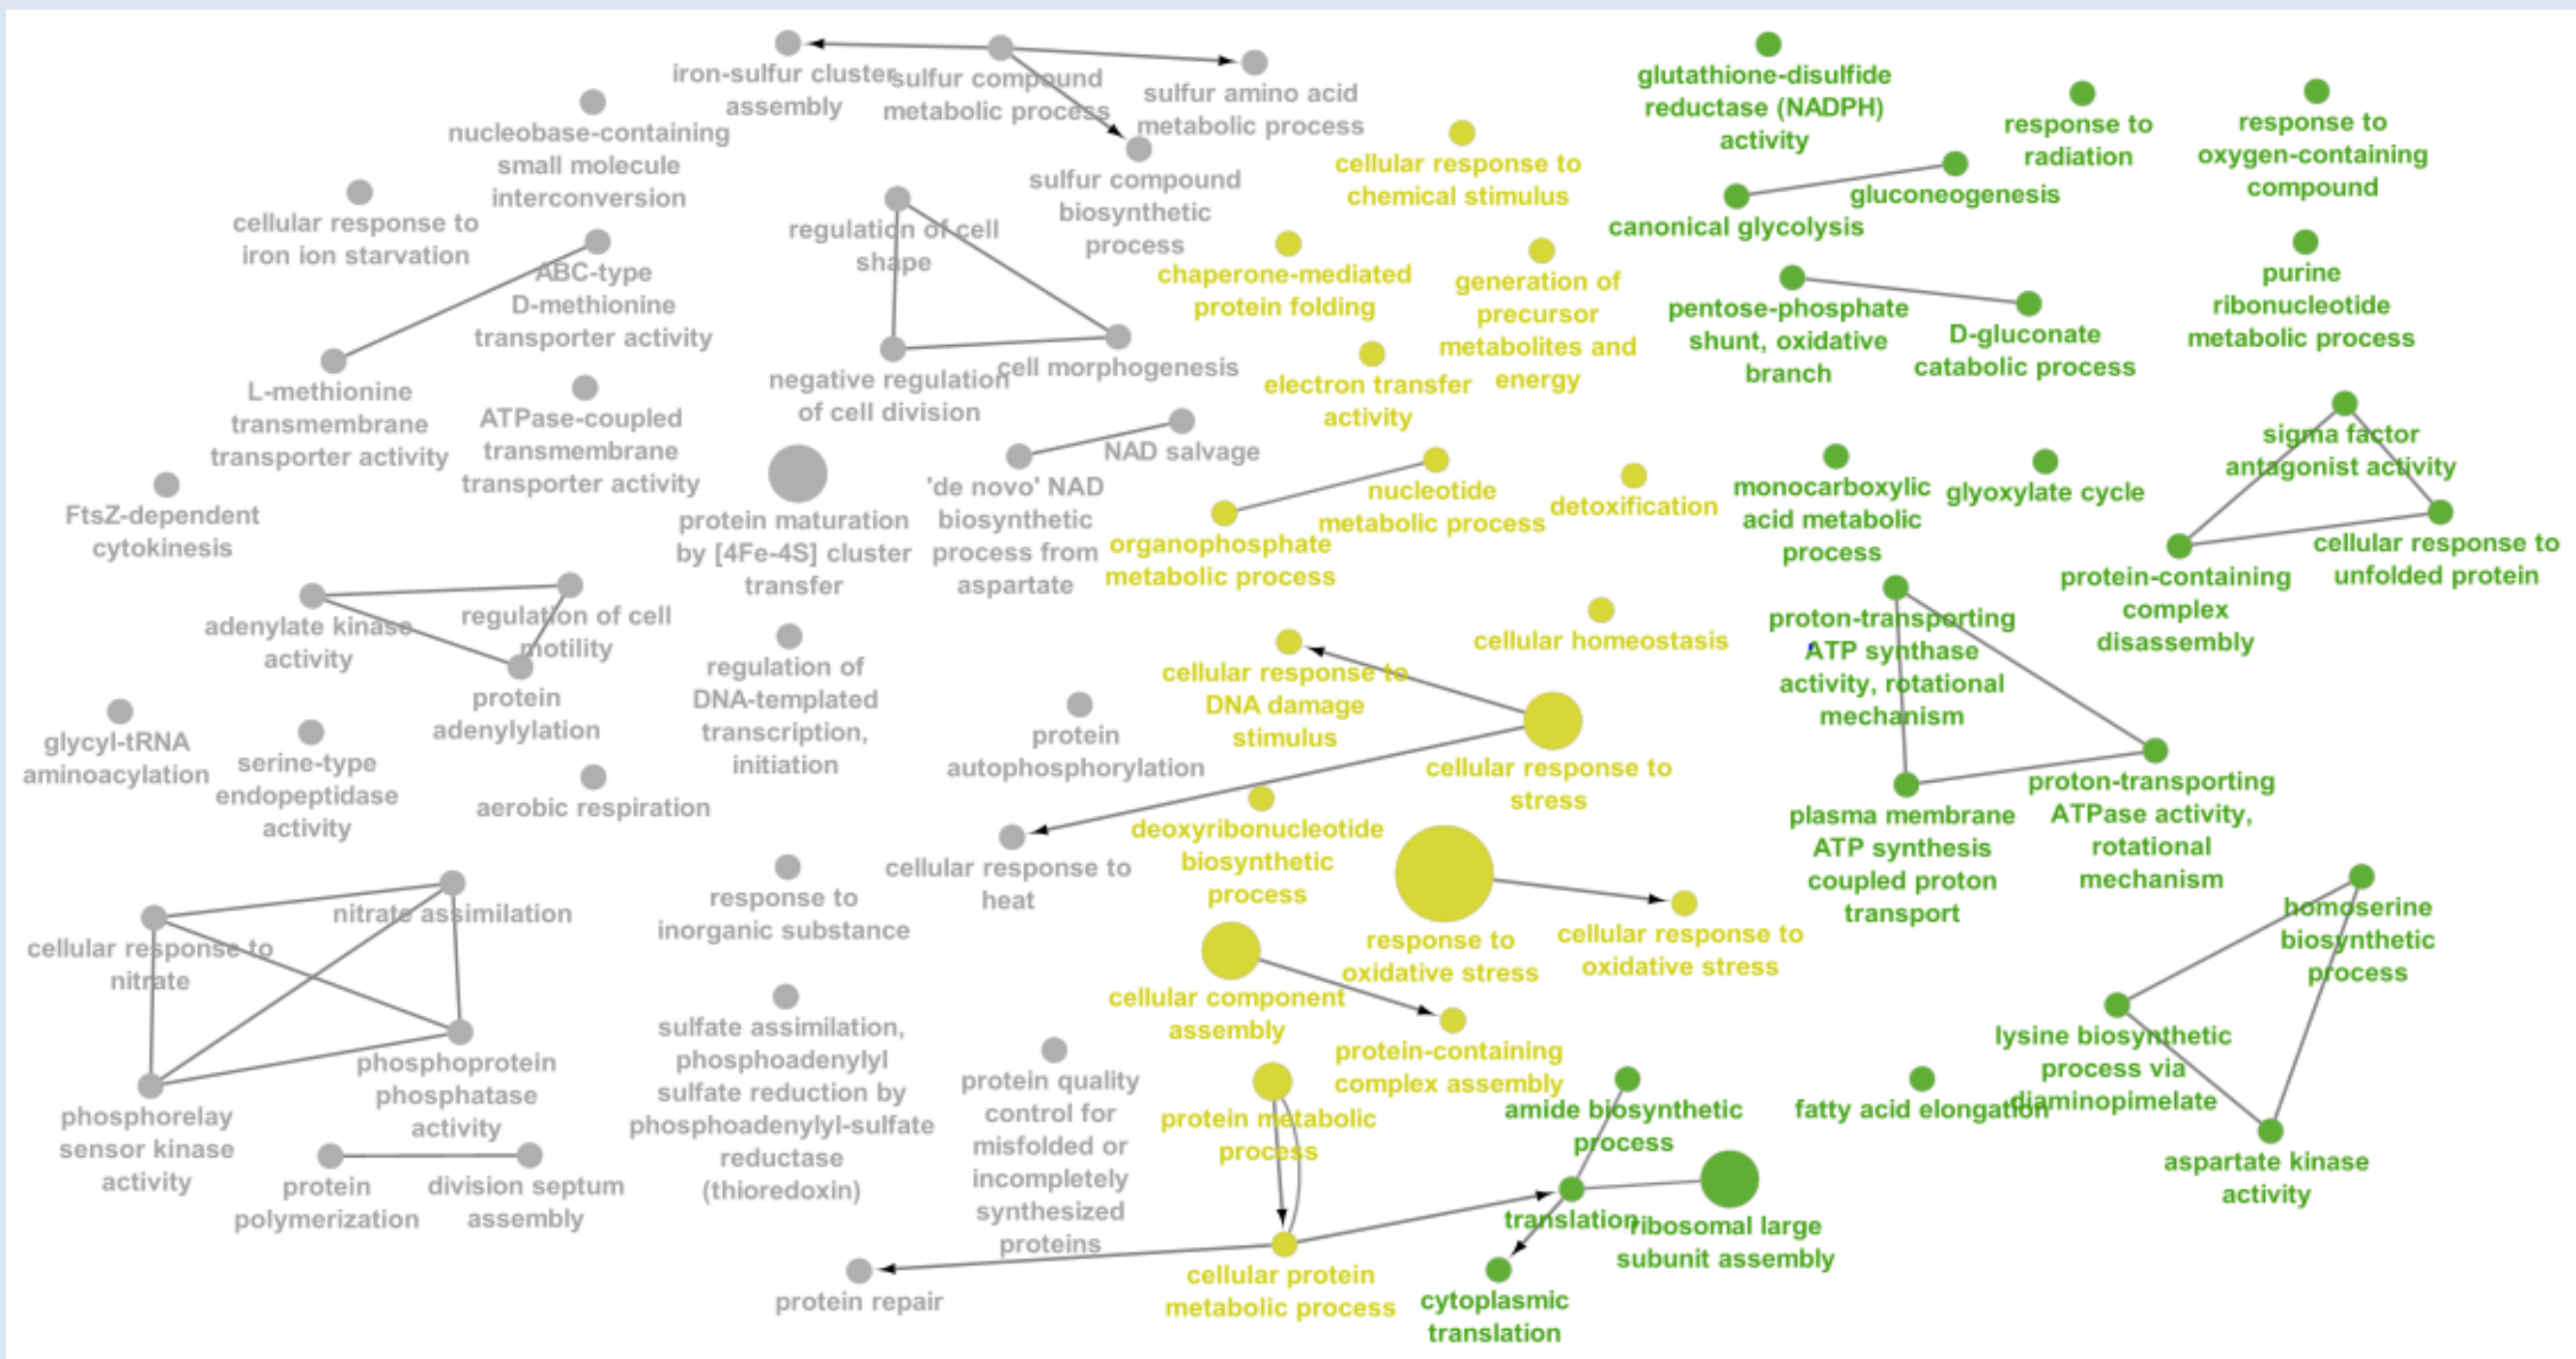 iron-sulfur cluster
assembly
sulfur compound
metabolic process
sulfur amino acid
metabolic process
sulfur compound
biosynthetic
process
nucleobase-containing
small molecule
interconversion
cellular response to
iron ion starvation
ABC-type
D-methionine
transporter activity
L-methionine
transmembrane
transporter activity
ATPase-coupled
transmembrane
transporter activity
regulation of cell
shape
negative regulation
of cell division
cell morphogenesis
NAD salvage
'de novo' NAD
biosynthetic
process from
aspartate
protein maturation
by [4Fe-4S] cluster
transfer
FtsZ-dependent
cytokinesis
adenylate kinase
activity
regulation of cell
motility
protein
adenylylation
regulation of
DNA-templated
transcription,
initiation
protein
autophosphorylation
glycyl-tRNA
aminoacylation
serine-type
endopeptidase
activity
aerobic respiration
cellular response to
heat
response to
inorganic substance
nitrate assimilation
cellular response to
nitrate
phosphoprotein
phosphatase
activity
phosphorelay
sensor kinase
activity
protein
polymerization
division septum
assembly
sulfate assimilation,
phosphoadenylyl
sulfate reduction by
phosphoadenylyl-sulfate
reductase
(thioredoxin)
protein quality
control for
misfolded or
incompletely
synthesized
proteins
protein repair
cellular response to
chemical stimulus
chaperone-mediated
protein folding
generation of
precursor
metabolites and
energy
electron transfer
activity
nucleotide
metabolic process
organophosphate
metabolic process
detoxification
cellular homeostasis
cellular response to
DNA damage
stimulus
cellular response to
stress
deoxyribonucleotide
biosynthetic
process
response to
oxidative stress
cellular response to
oxidative stress
cellular component
assembly
protein-containing
complex assembly
protein metabolic
process
cellular protein
metabolic process
glutathione-disulfide
reductase (NADPH)
activity
response to
radiation
response to
oxygen-containing
compound
gluconeogenesis
canonical glycolysis
purine
ribonucleotide
metabolic process
pentose-phosphate
shunt, oxidative
branch
D-gluconate
catabolic process
sigma factor
antagonist activity
monocarboxylic
acid metabolic
process
glyoxylate cycle
cellular response to
unfolded protein
protein-containing
complex
disassembly
proton-transporting
ATP synthase
activity, rotational
mechanism
proton-transporting
ATPase activity,
rotational
mechanism
plasma membrane
ATP synthesis
coupled proton
transport
homoserine
biosynthetic
process
lysine biosynthetic
process via
diaminopimelate
aspartate kinase
activity
fatty acid elongation
amide biosynthetic
process
translation
ribosomal large
subunit assembly
cytoplasmic
translation